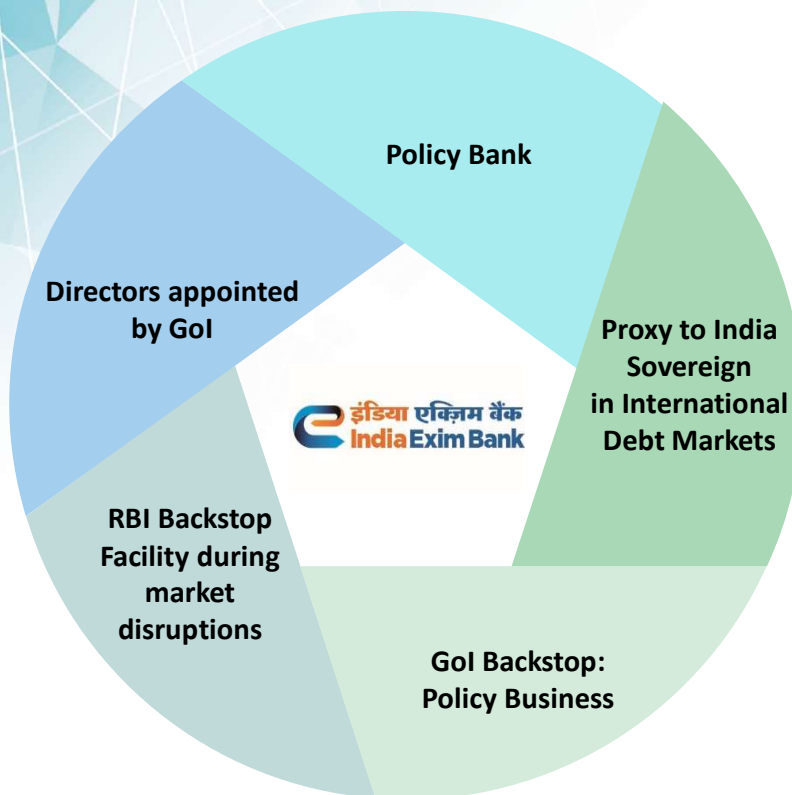 Policy Bank
Directors appointed
by GoI
Proxy to India
Sovereign
in International
Debt Markets
इंडिया एक्ज़िम बैंक
India Exim Bank
RBI Backstop
Facility during
market
disruptions
GoI Backstop:
Policy Business